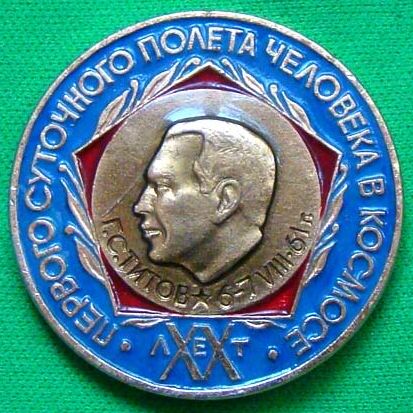 ПЕРВОГО СУТОЧНОГО ПОЛЕТА ЧЕЛОВЕКА В КОСМОСЕ
Г.С.ТИТОВ ★ 6-7 VIII·61г.
XX
ЛЕТ